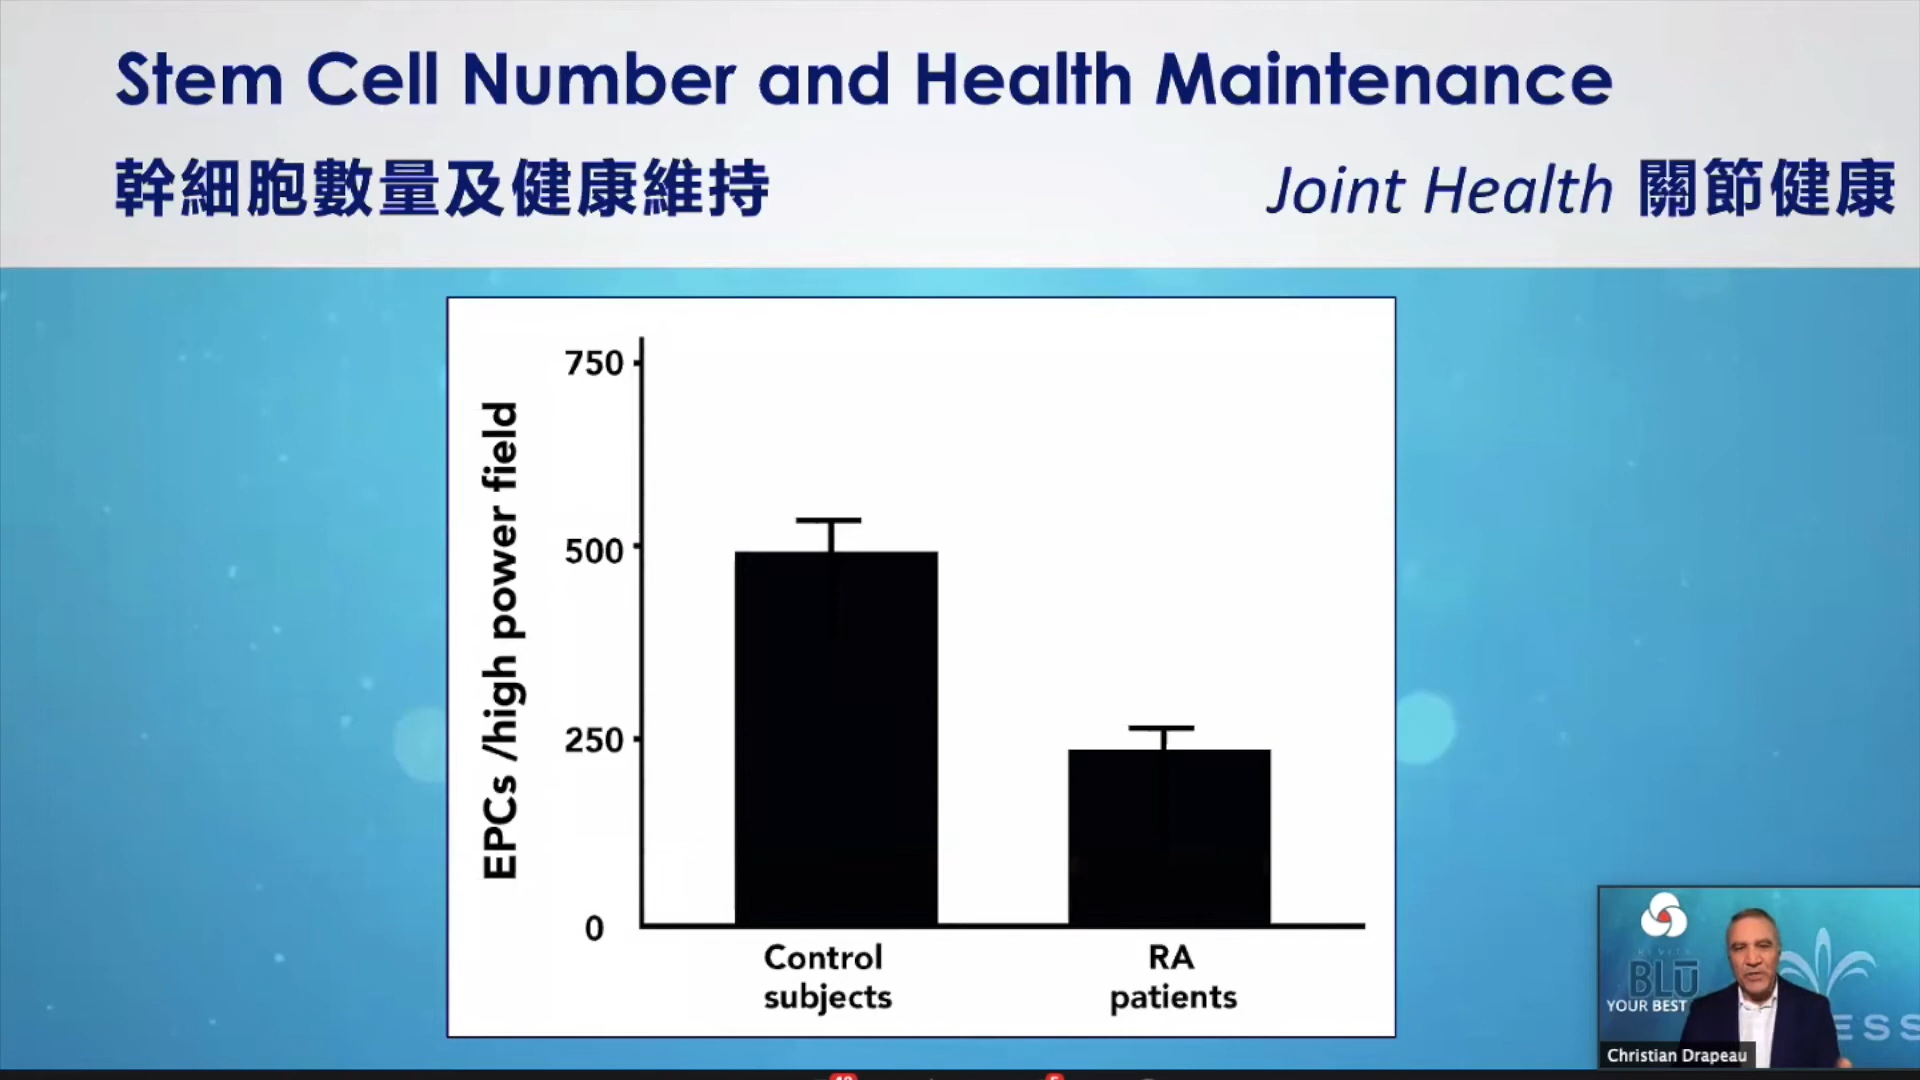 Stem Cell Number and Health Maintenance
幹細胞數量及健康維持
Joint Health 關節健康
EPCs /high power field
750
500
250
0
Control
subjects
RA
patients
BLU
YOUR BEST
ESS
Christian Drapeau